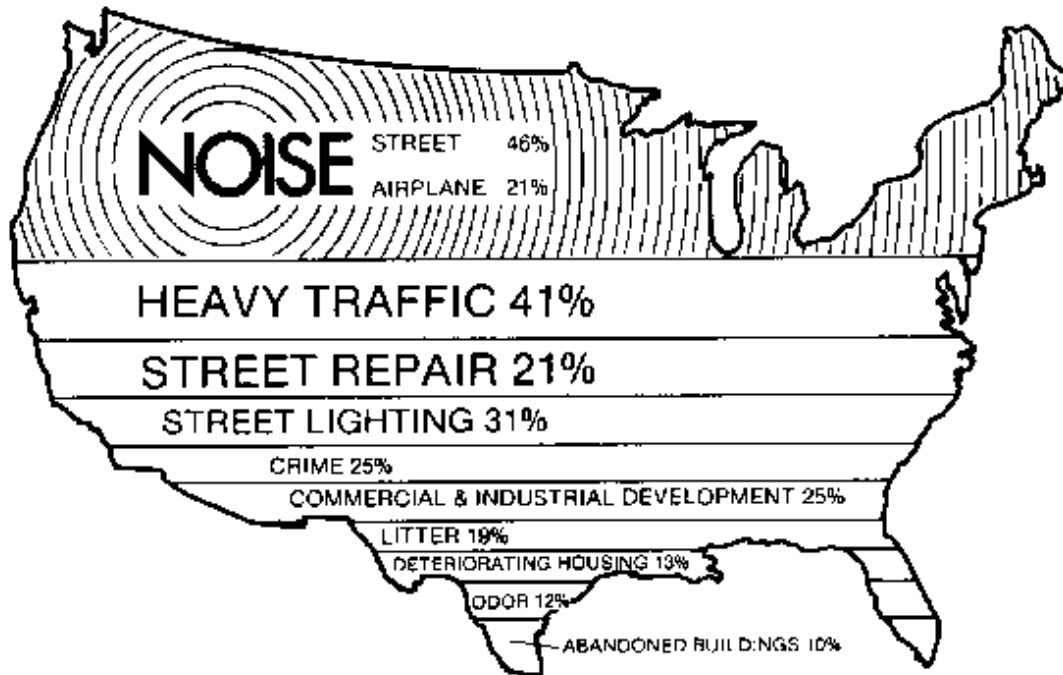 NOISE STREET 46%
AIRPLANE 21%
HEAVY TRAFFIC 41%
STREET REPAIR 21%
STREET LIGHTING 31%
CRIME 25%
COMMERCIAL & INDUSTRIAL DEVELOPMENT 25%
LITTER 19%
DETERIORATING HOUSING 13%
ODOR 12%
ABANDONED BUILDINGS 10%